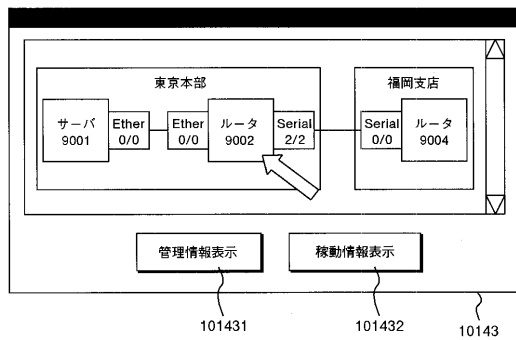 東京本部
福岡支店
サーバ
9001
Ether
0/0
Ether
0/0
ルータ
9002
Serial
2/2
Serial
0/0
ルータ
9004
管理情報表示
稼動情報表示
101431
101432
10143